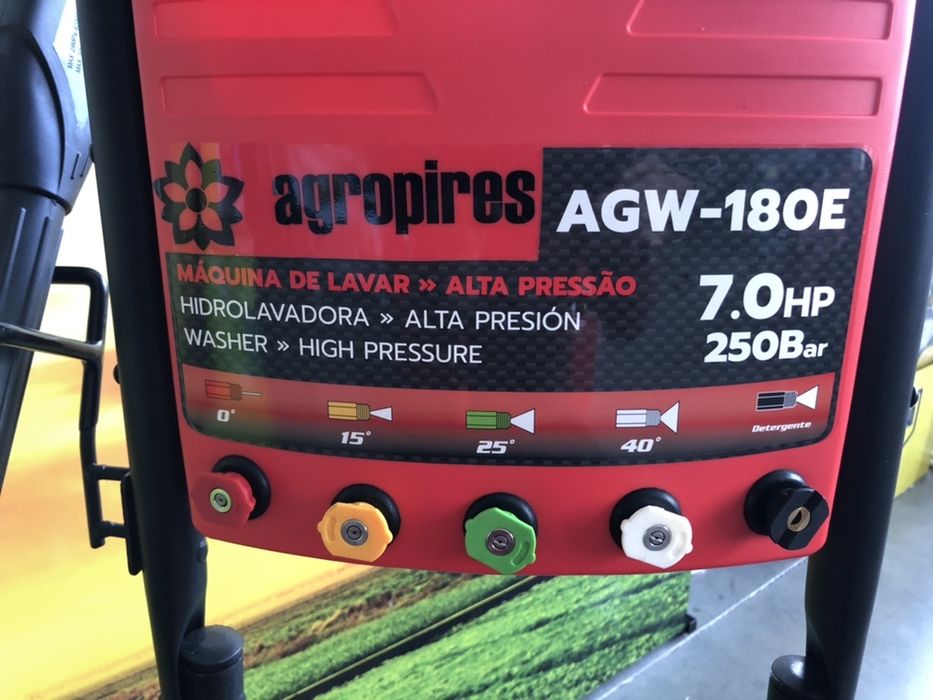 agropires
AGW-180E
MÁQUINA DE LAVAR » ALTA PRESSÃO
HIDROLAVADORA » ALTA PRESIÓN
WASHER » HIGH PRESSURE
7.0HP
250Bar
0°
15°
25°
40°
Detergente